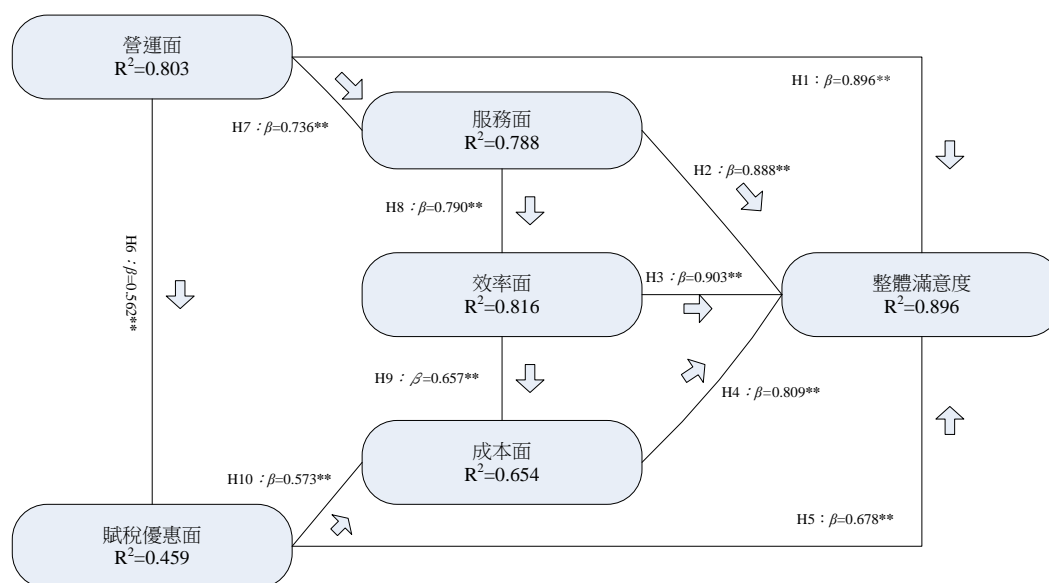 營運面
R²=0.803
H1：β=0.896**
H7：β=0.736**
服務面
R²=0.788
H2：β=0.888**
H8：β=0.790**
H6：β=0.562**
效率面
R²=0.816
H3：β=0.903**
整體滿意度
R²=0.896
H9：β=0.657**
H4：β=0.809**
成本面
R²=0.654
H10：β=0.573**
賦稅優惠面
R²=0.459
H5：β=0.678**